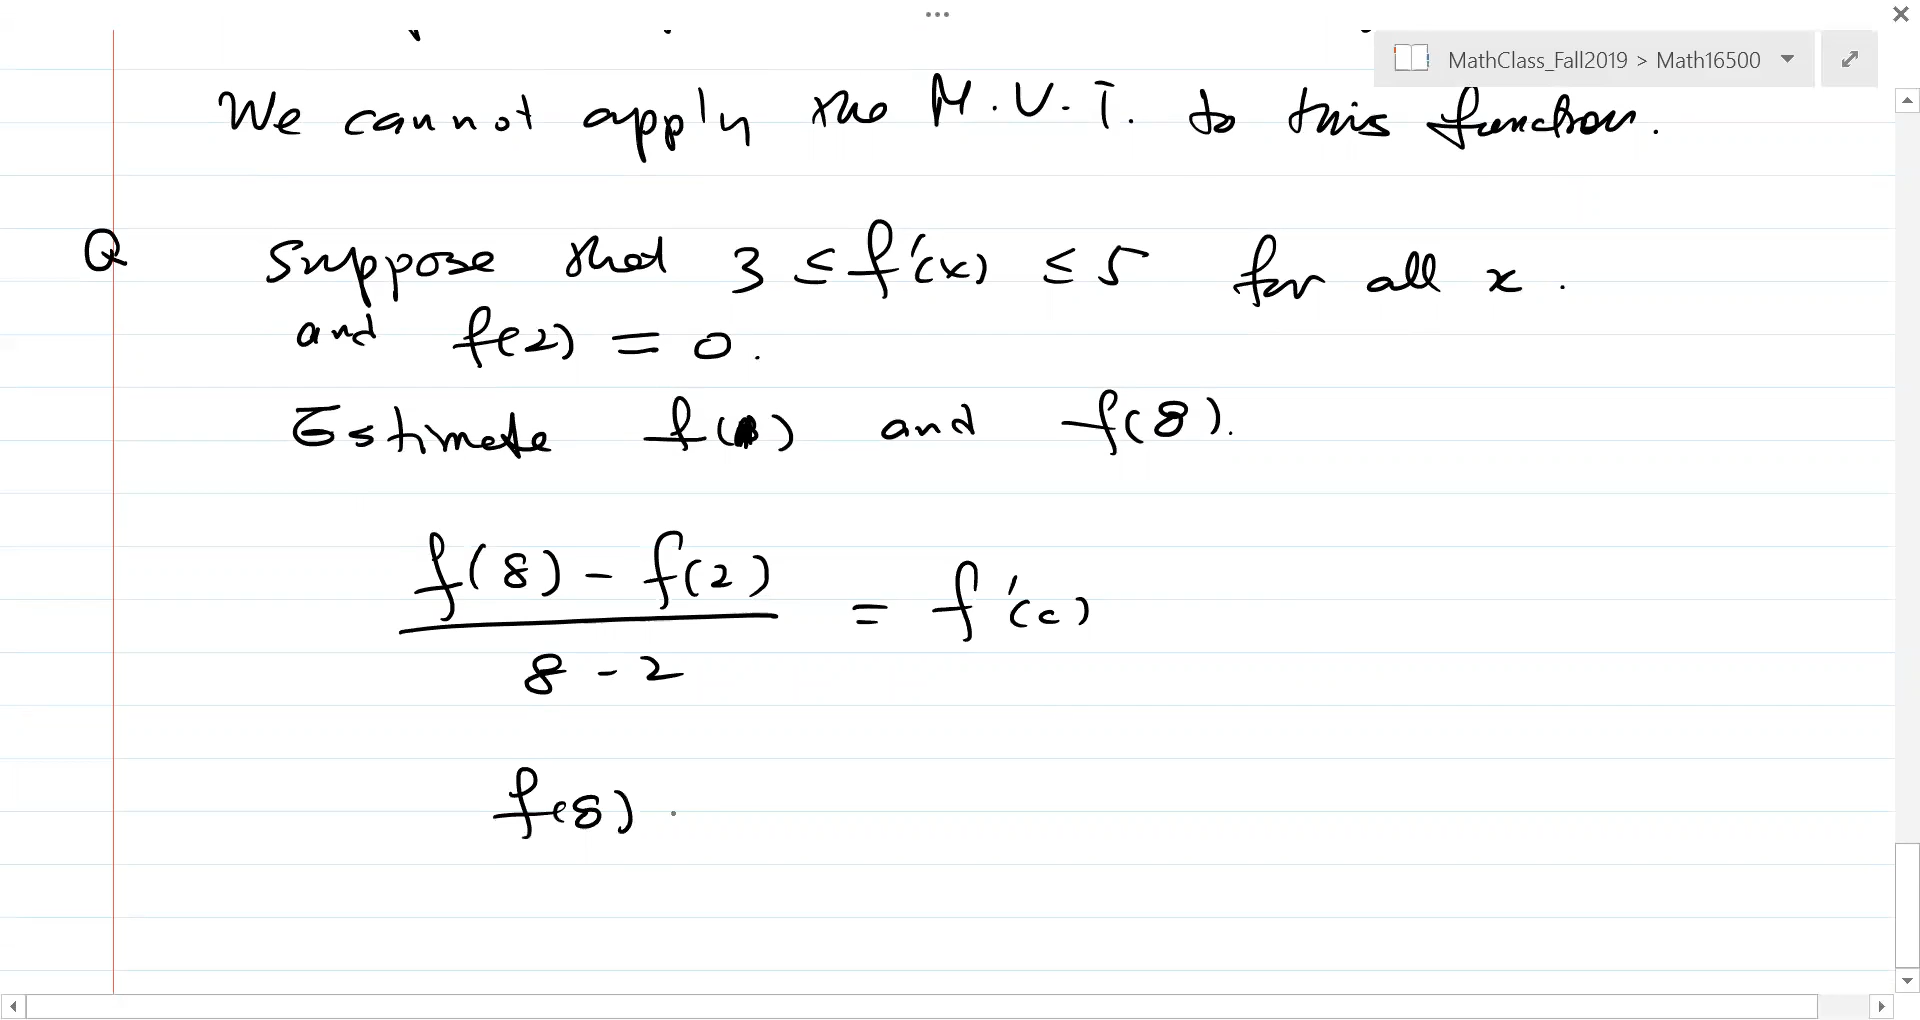 MathClass_Fall2019 > Math16500
We cannot apply the M.V.T. to this function.
Q Suppose that 3 ≤ f'(x) ≤ 5 for all x.
and f(2) = 0.
Estimate f( ) and f(8).
f(8) - f(2)
8 - 2
= f'(c)
f(8)